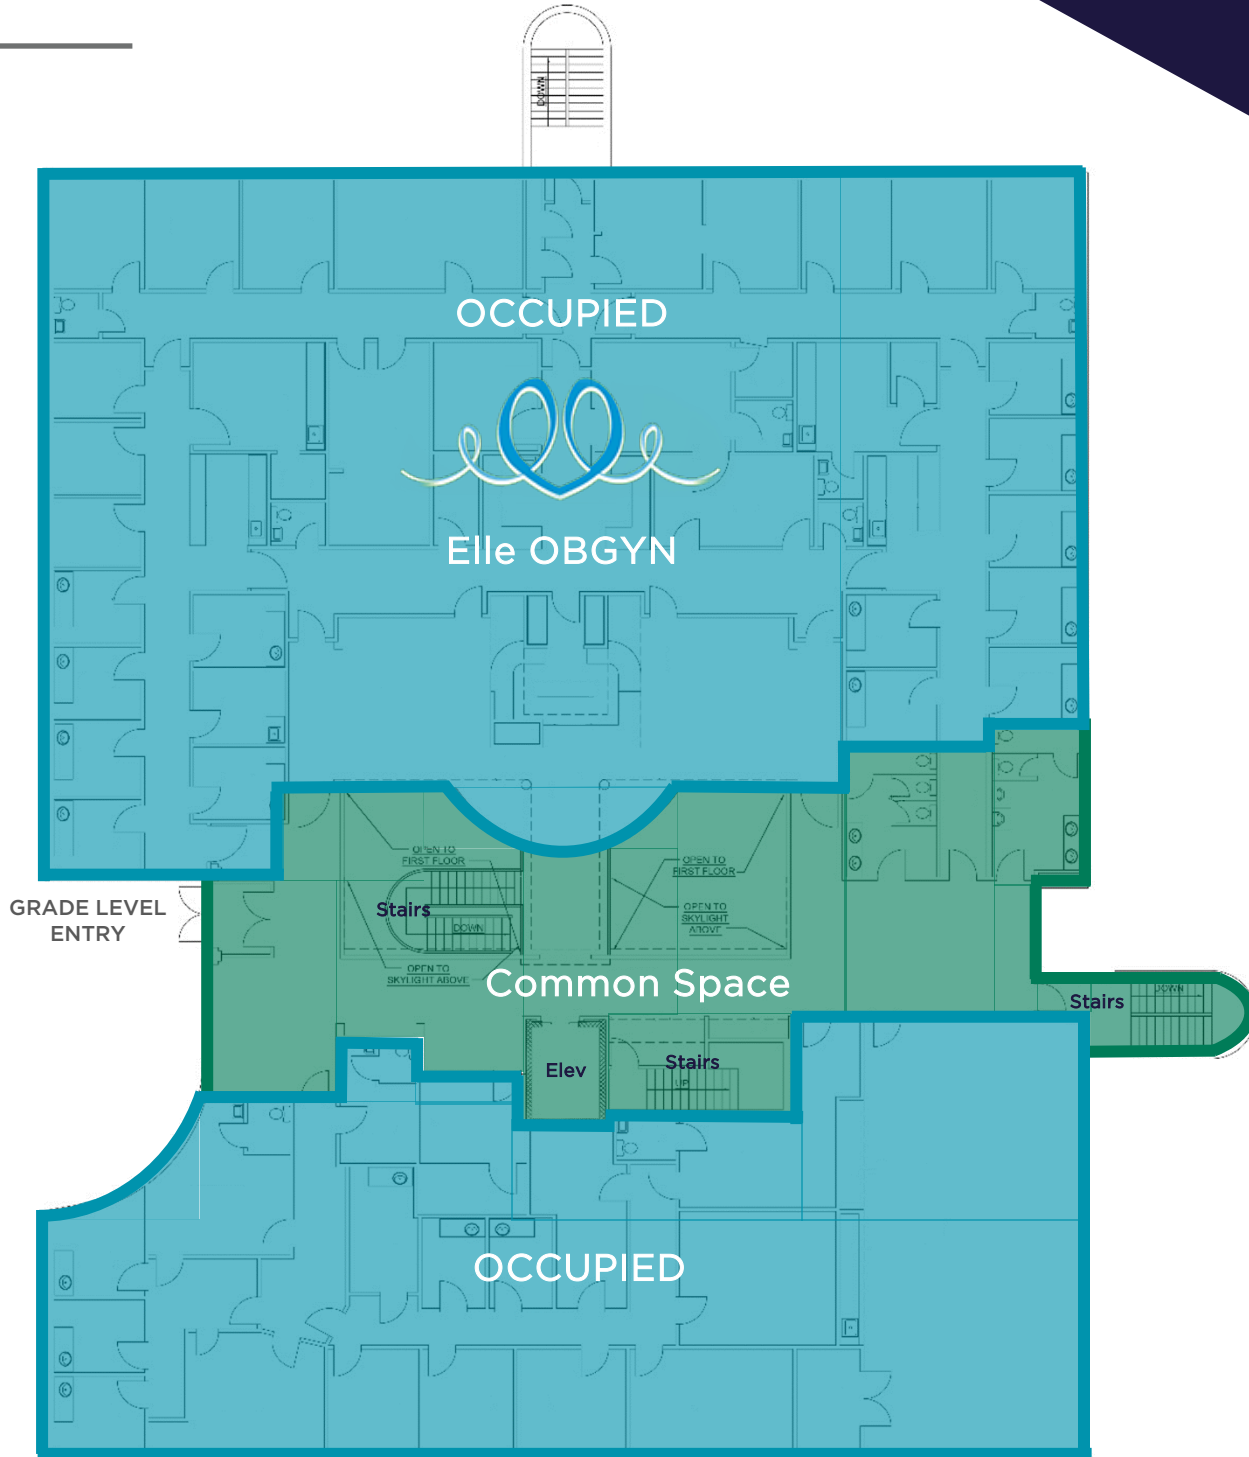 DOWN
OCCUPIED
Elle OBGYN
OPEN TO
FIRST FLOOR
OPEN TO
FIRST FLOOR
GRADE LEVEL
ENTRY
Stairs
DOWN
OPEN TO
SKYLIGHT
ABOVE
OPEN TO
SKYLIGHT ABOVE
Common Space
DOWN
Stairs
Elev
Stairs
UP
OCCUPIED